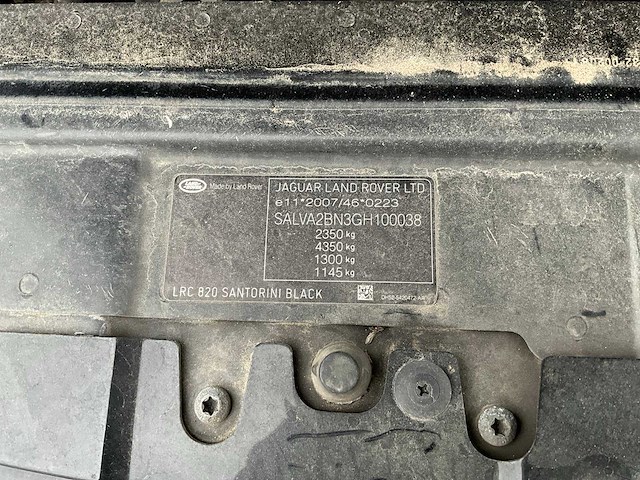 Made by Land Rover
JAGUAR LAND ROVER LTD
e11*2007/46*0223
SALVA2BN3GH100038
2350 kg
4350 kg
1300 kg
1145 kg
LRC 820 SANTORINI BLACK